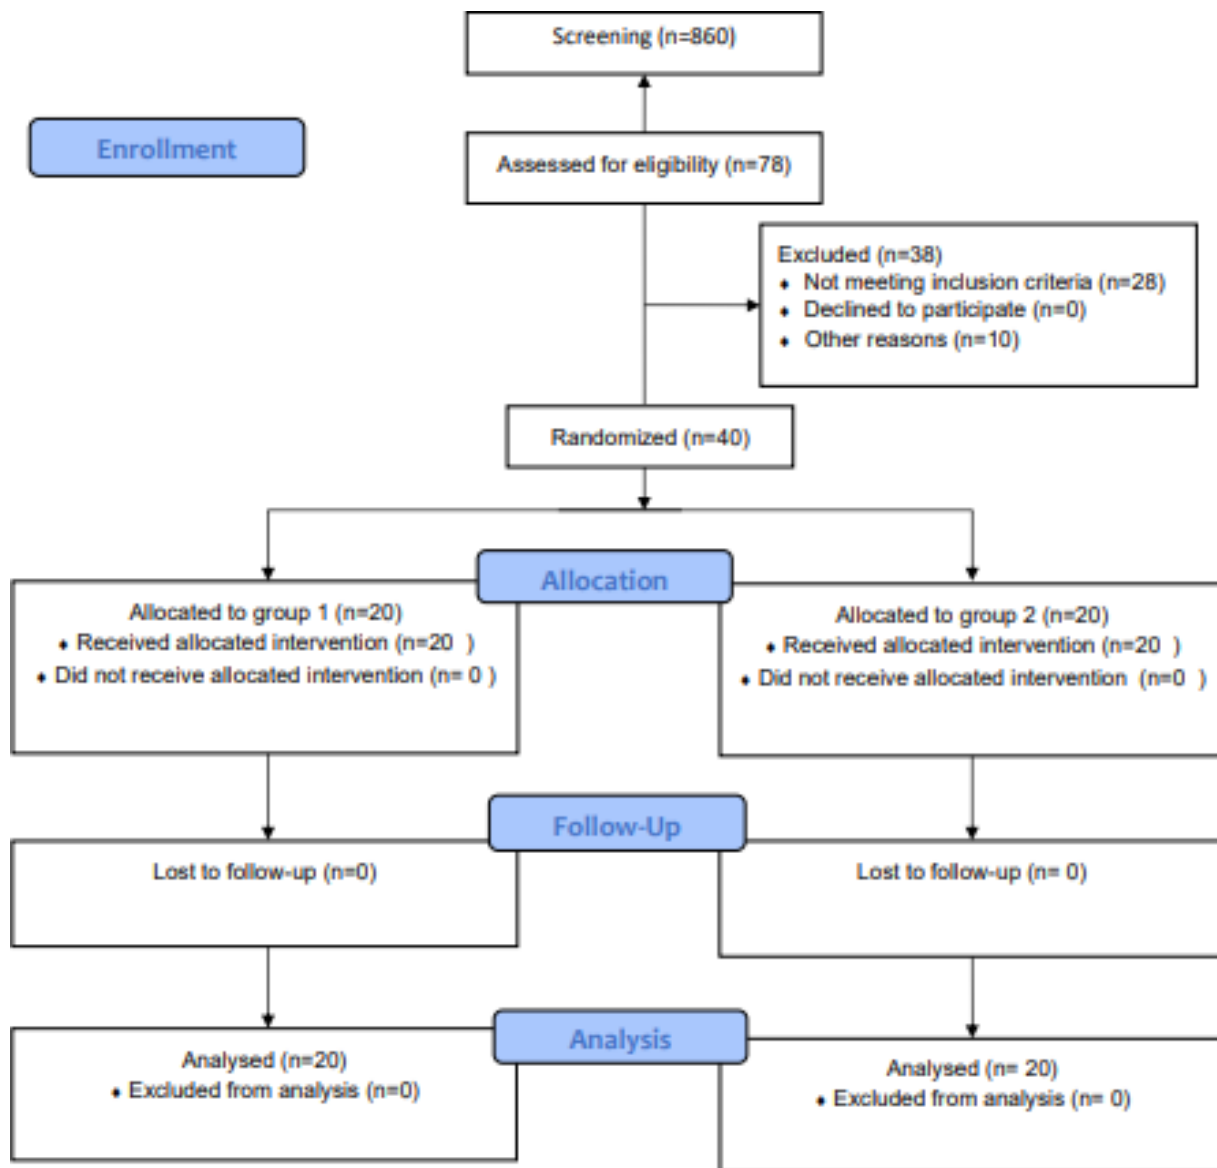 Screening (n=860)
Enrollment
Assessed for eligibility (n=78)
Excluded (n=38)
♦ Not meeting inclusion criteria (n=28)
♦ Declined to participate (n=0)
♦ Other reasons (n=10)
Randomized (n=40)
Allocation
Allocated to group 1 (n=20)
♦ Received allocated intervention (n=20 )
♦ Did not receive allocated intervention (n= 0 )
Allocated to group 2 (n=20)
♦ Received allocated intervention (n=20 )
♦ Did not receive allocated intervention (n=0 )
Follow-Up
Lost to follow-up (n=0)
Lost to follow-up (n= 0)
Analysis
Analysed (n=20)
♦ Excluded from analysis (n=0)
Analysed (n= 20)
♦ Excluded from analysis (n= 0)